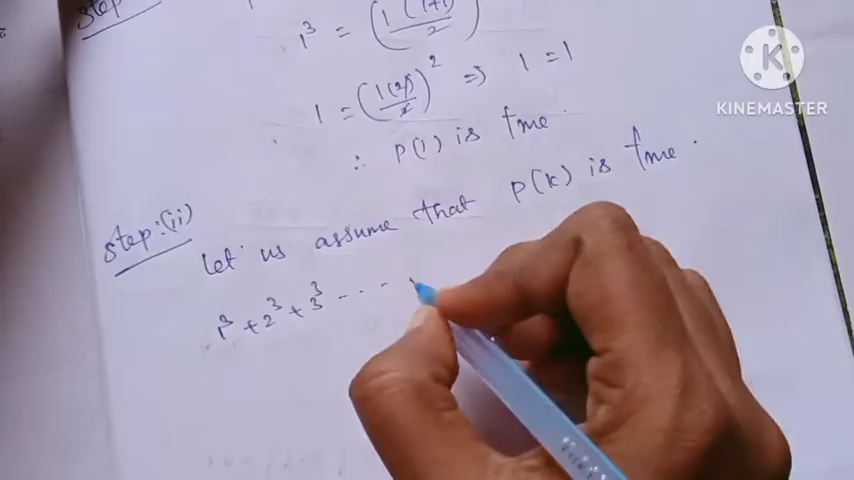 Step
1³ = (1(1+1)/2)
1 = (1(2)/2)² => 1 = 1
∴ P(1) is true.
Step:(ii)
Let us assume that P(k) is true.
1³ + 2³ + 3³ - . . -
K
KINEMASTER